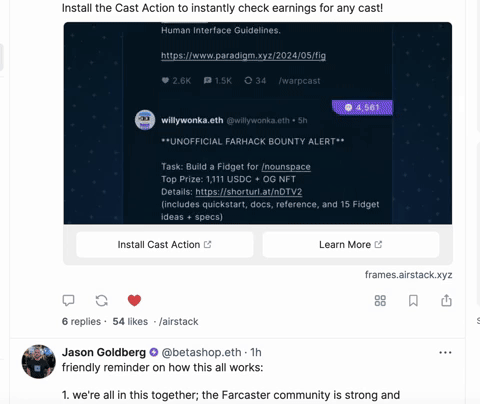 Install the Cast Action to instantly check earnings for any cast!
Human Interface Guidelines.
https://www.paradigm.xyz/2024/05/fig
2.6K 1.5K 34 /warpcast
4,561
willywonka.eth @willywonka.eth • 5h
**UNOFFICIAL FARHACK BOUNTY ALERT**
Task: Build a Fidget for /nounspace
Top Prize: 1,111 USDC + OG NFT
Details: https://shorturl.at/nDTV2
(includes quickstart, docs, reference, and 15 Fidget
ideas + specs)
Install Cast Action Learn More
frames.airstack.xyz
6 replies · 54 likes · /airstack
Jason Goldberg @betashop.eth · 1h
friendly reminder on how this all works:
1. we're all in this together; the Farcaster community is strong and